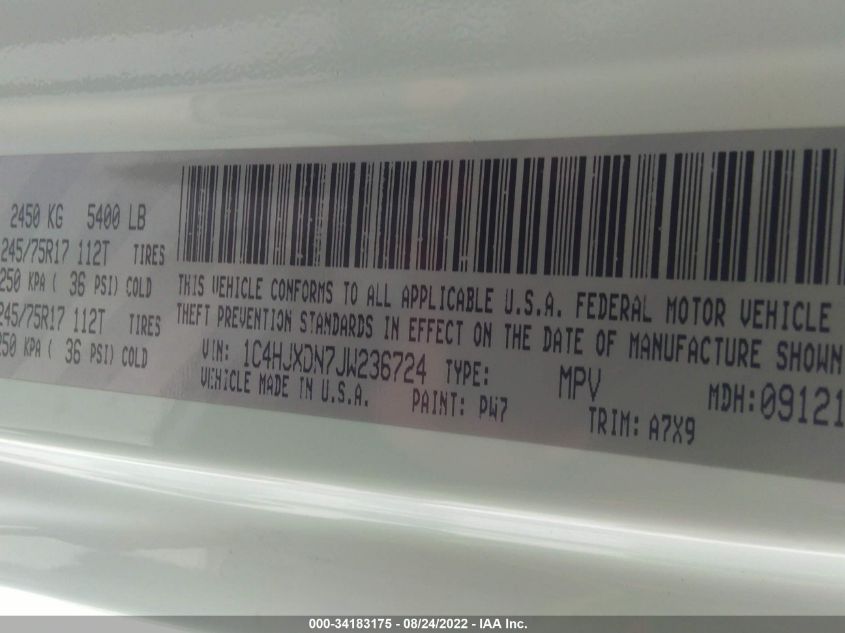 2450 KG 5400 LB
245/75R17 112T TIRES
250 KPA ( 36 PSI) COLD
245/75R17 112T TIRES
250 KPA ( 36 PSI) COLD
THIS VEHICLE CONFORMS TO ALL APPLICABLE U.S.A. FEDERAL MOTOR VEHICLE
THEFT PREVENTION STANDARDS IN EFFECT ON THE DATE OF MANUFACTURE SHOWN
VIN: 1C4HJXDN7JW236724 TYPE: MPV MDH: 09121
VEHICLE MADE IN U.S.A. PAINT: PW7 TRIM: A7X9
000-34183175 - 08/24/2022 - IAA Inc.